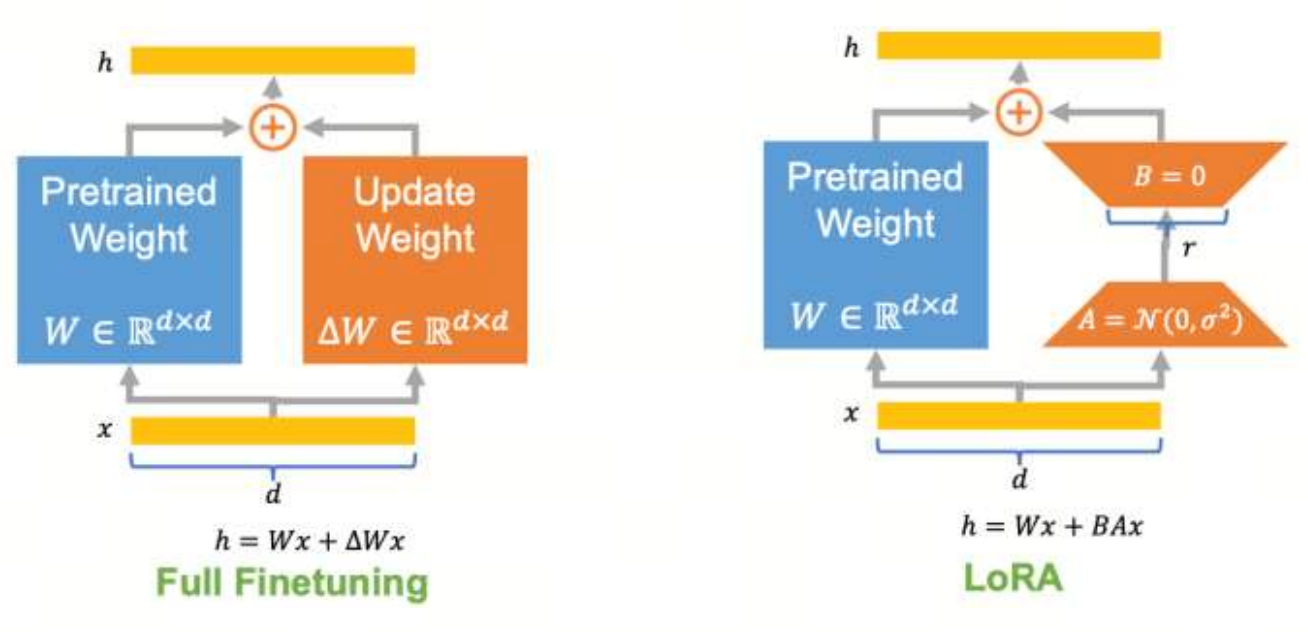 h
Pretrained
Weight
W ∈ ℝ^{d×d}
Update
Weight
ΔW ∈ ℝ^{d×d}
x
d
h = Wx + ΔWx
Full Finetuning
h
Pretrained
Weight
W ∈ ℝ^{d×d}
B = 0
r
A = 𝒩(0, σ²)
x
d
h = Wx + BAx
LoRA